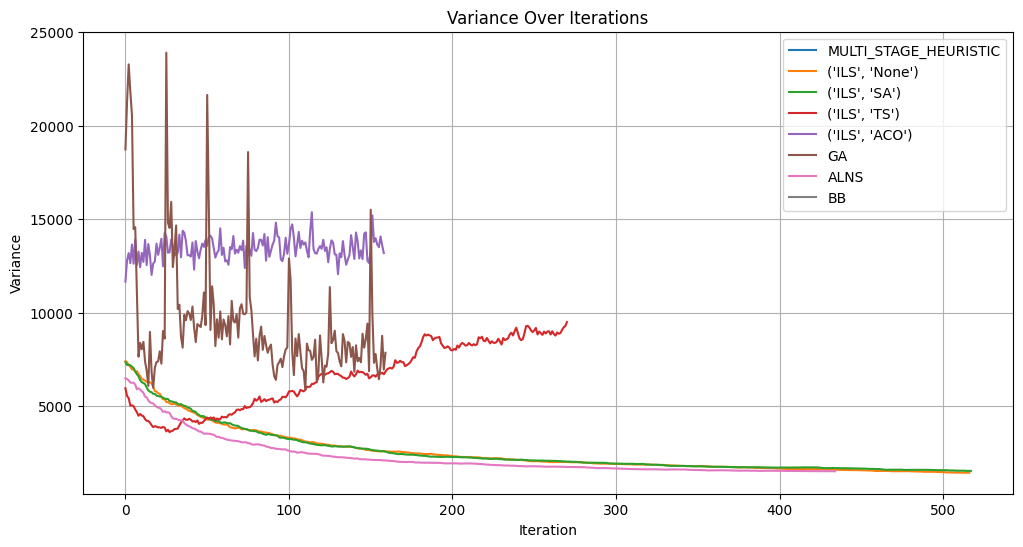 Variance Over Iterations
25000
20000
15000
10000
5000
Variance
0
100
200
300
400
500
Iteration
MULTI_STAGE_HEURISTIC
('ILS', 'None')
('ILS', 'SA')
('ILS', 'TS')
('ILS', 'ACO')
GA
ALNS
BB